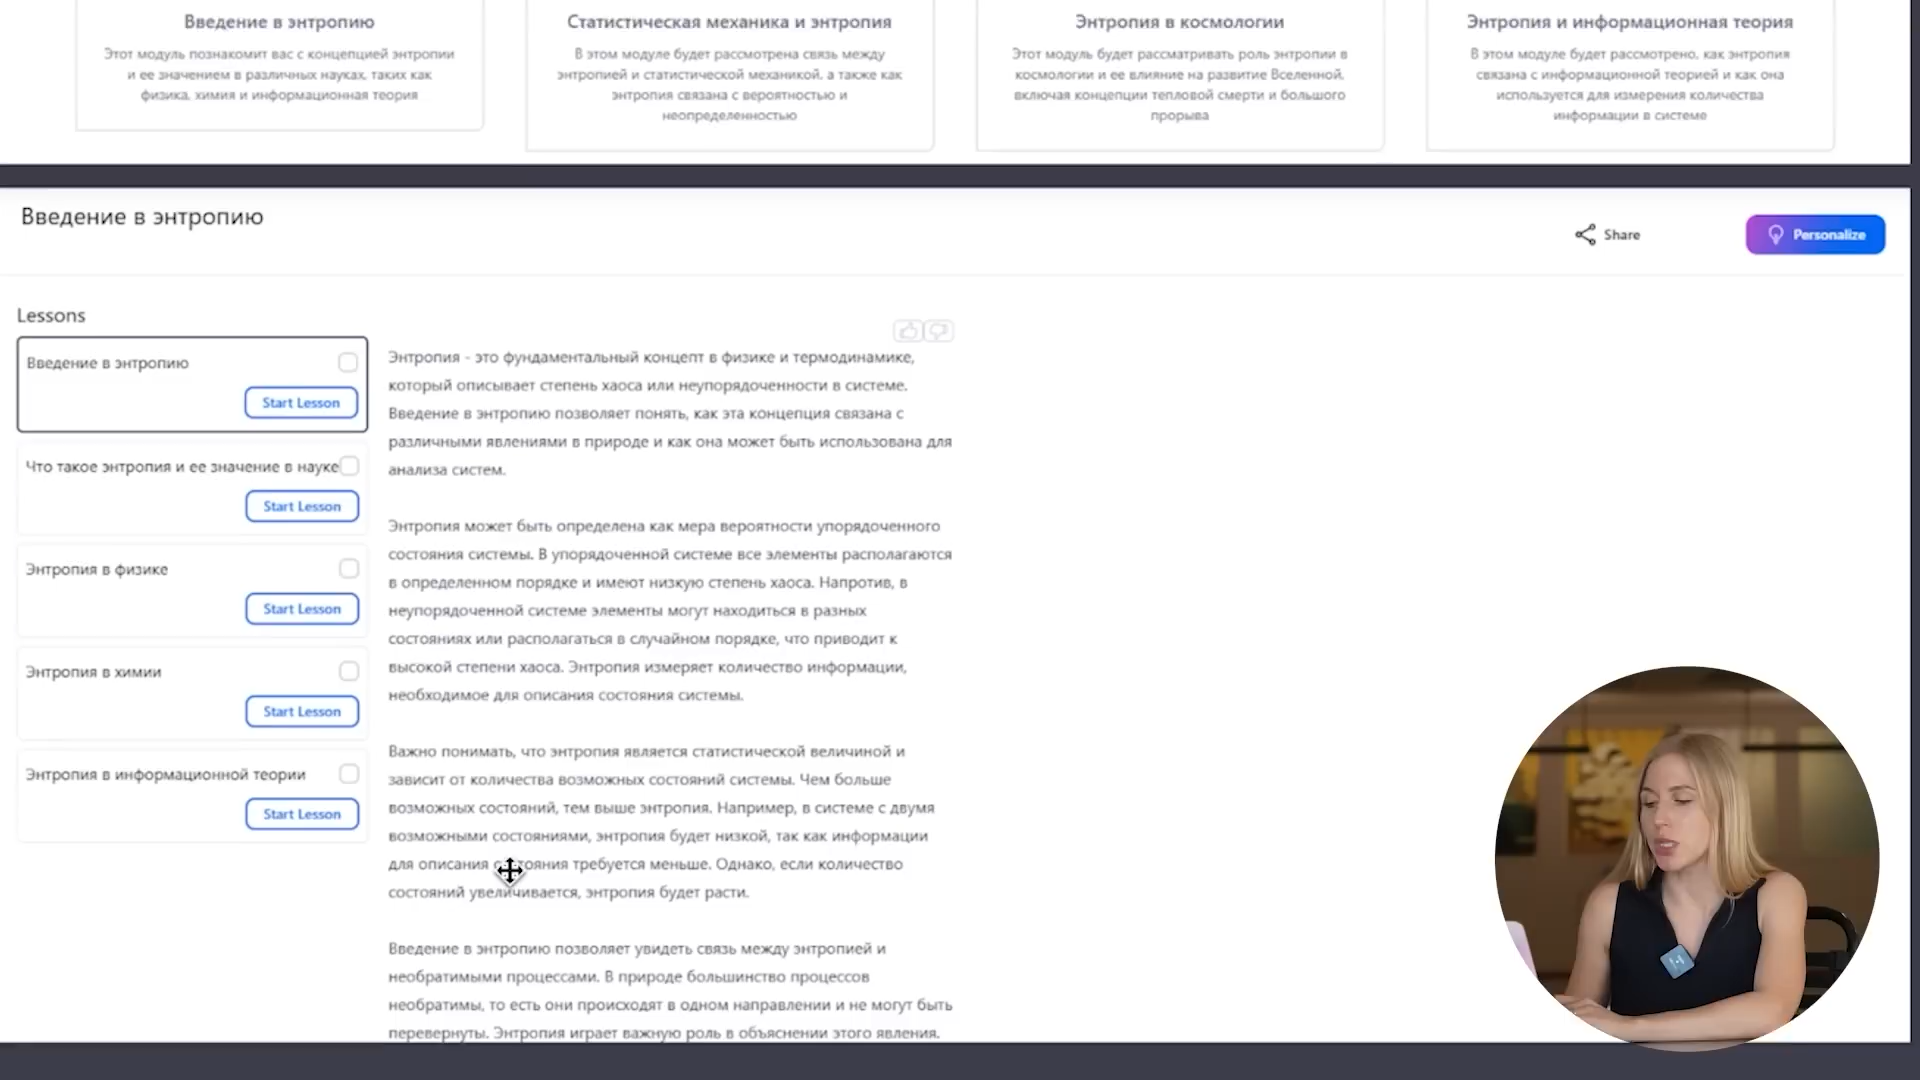 Введение в энтропию
Этот модуль познакомит вас с концепцией энтропии
и ее значением в различных науках, таких как
физика, химия и информационная теория
Статистическая механика и энтропия
В этом модуле будет рассмотрена связь между
энтропией и статистической механикой, а также как
энтропия связана с вероятностью и
неопределенностью
Энтропия в космологии
Этот модуль будет рассматривать роль энтропии в
космологии и ее влияние на развитие Вселенной,
включая концепции тепловой смерти и большого
прорыва
Энтропия и информационная теория
В этом модуле будет рассмотрено, как энтропия
связана с информационной теорией и как она
используется для измерения количества
информации в системе
Введение в энтропию
Share
Personalize
Lessons
Введение в энтропию
Start Lesson
Что такое энтропия и ее значение в науке
Start Lesson
Энтропия в физике
Start Lesson
Энтропия в химии
Start Lesson
Энтропия в информационной теории
Start Lesson
Энтропия - это фундаментальный концепт в физике и термодинамике,
который описывает степень хаоса или неупорядоченности в системе.
Введение в энтропию позволяет понять, как эта концепция связана с
различными явлениями в природе и как она может быть использована для
анализа систем.
Энтропия может быть определена как мера вероятности упорядоченного
состояния системы. В упорядоченной системе все элементы располагаются
в определенном порядке и имеют низкую степень хаоса. Напротив, в
неупорядоченной системе элементы могут находиться в разных
состояниях или располагаться в случайном порядке, что приводит к
высокой степени хаоса. Энтропия измеряет количество информации,
необходимое для описания состояния системы.
Важно понимать, что энтропия является статистической величиной и
зависит от количества возможных состояний системы. Чем больше
возможных состояний, тем выше энтропия. Например, в системе с двумя
возможными состояниями, энтропия будет низкой, так как информации
для описания состояния требуется меньше. Однако, если количество
состояний увеличивается, энтропия будет расти.
Введение в энтропию позволяет увидеть связь между энтропией и
необратимыми процессами. В природе большинство процессов
необратимы, то есть они происходят в одном направлении и не могут быть
перевернуты. Энтропия играет важную роль в объяснении этого явления.